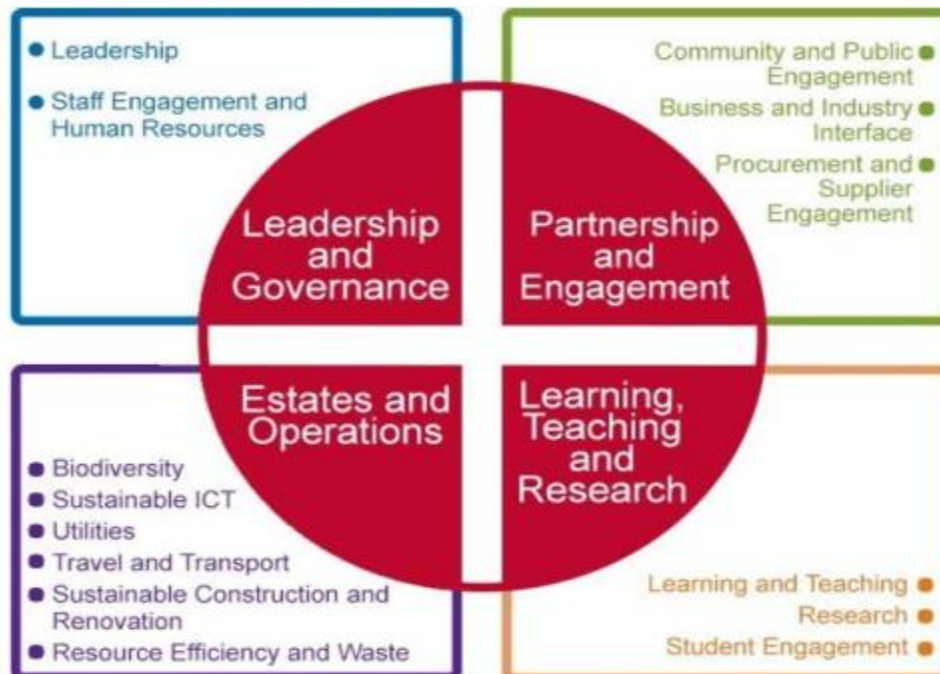 Leadership
Staff Engagement and
Human Resources
Community and Public
Engagement
Business and Industry
Interface
Procurement and
Supplier
Engagement
Leadership
and
Governance
Partnership
and
Engagement
Estates and
Operations
Learning,
Teaching
and
Research
Biodiversity
Sustainable ICT
Utilities
Travel and Transport
Sustainable Construction and
Renovation
Resource Efficiency and Waste
Learning and Teaching
Research
Student Engagement